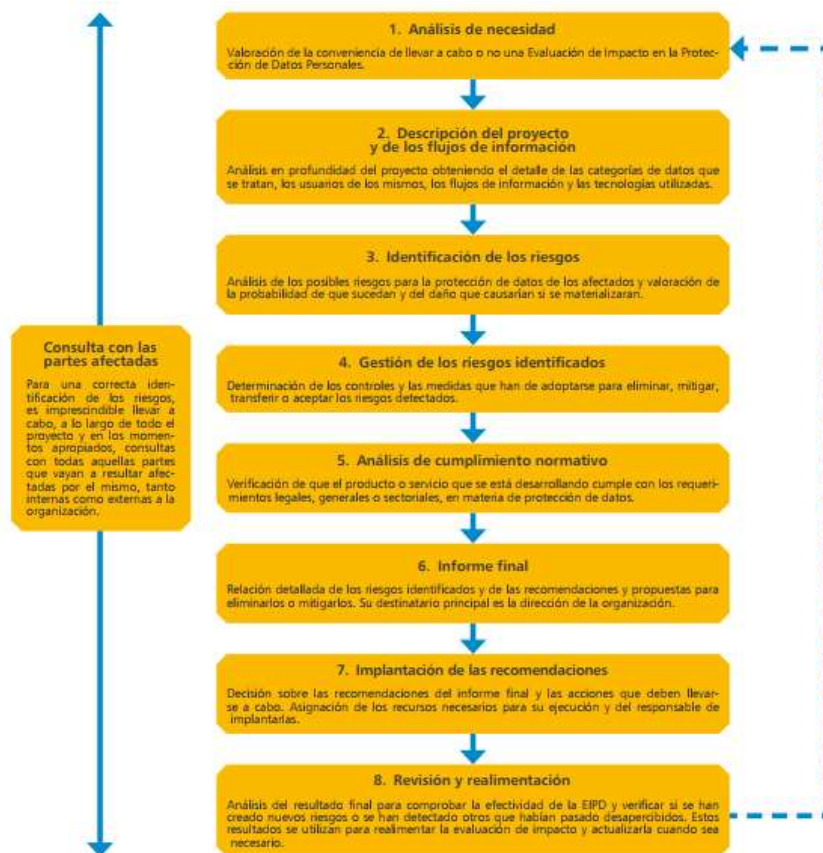 1. Análisis de necesidad
Valoración de la conveniencia de llevar a cabo o no una Evaluación de Impacto en la Protec-
ción de Datos Personales.
2. Descripción del proyecto
y de los flujos de información
Análisis en profundidad del proyecto obteniendo el detalle de las categorías de datos que
se tratan, los usuarios de los mismos, los flujos de información y las tecnologías utilizadas.
3. Identificación de los riesgos
Análisis de los posibles riesgos para la protección de datos de los afectados y valoración de
la probabilidad de que sucedan y del daño que causarían si se materializaran.
Consulta con las
partes afectadas
Para una correcta iden-
tificación de los riesgos,
es imprescindible llevar a
cabo, a lo largo de todo el
proyecto y en los momen-
tos apropiados, consultas
con todas aquellas partes
que vayan a resultar afec-
tadas por el mismo, tanto
internas como externas a la
organización.
4. Gestión de los riesgos identificados
Determinación de los controles y las medidas que han de adoptarse para eliminar, mitigar,
transferir o aceptar los riesgos detectados.
5. Análisis de cumplimiento normativo
Verificación de que el producto o servicio que se está desarrollando cumple con los requeri-
mientos legales, generales o sectoriales, en materia de protección de datos.
6. Informe final
Relación detallada de los riesgos identificados y de las recomendaciones y propuestas para
eliminarlos o mitigarlos. Su destinatario principal es la dirección de la organización.
7. Implantación de las recomendaciones
Decisión sobre las recomendaciones del informe final y las acciones que deben llevar-
se a cabo. Asignación de los recursos necesarios para su ejecución y del responsable de
implantarlas.
8. Revisión y realimentación
Análisis del resultado final para comprobar la efectividad de la EIPD y verificar si se han
creado nuevos riesgos o se han detectado otros que habían pasado desapercibidos. Estos
resultados se utilizan para realimentar la evaluación de impacto y actualizarla cuando sea
necesario.